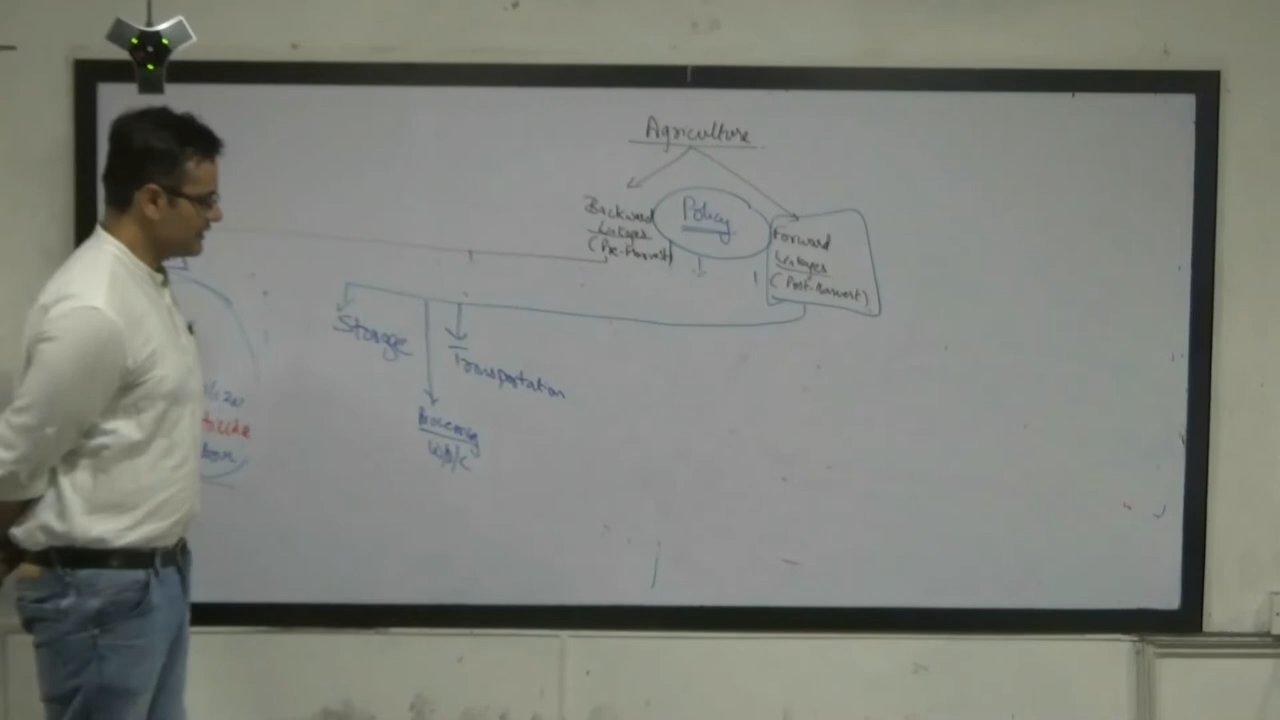 Agriculture
Backward
Linkages
(Pre-Harvest)
Policy
Forward
Linkages
(Post-Harvest)
Storage
Transportation
Processing